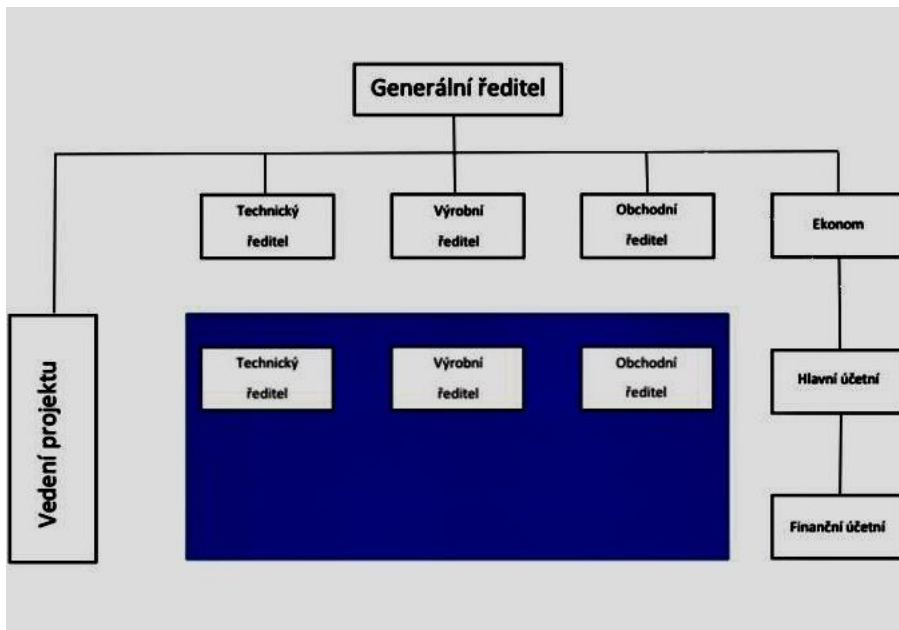 Generální ředitel
Technický
ředitel
Výrobní
ředitel
Obchodní
ředitel
Ekonom
Vedení projektu
Technický
ředitel
Výrobní
ředitel
Obchodní
ředitel
Hlavní účetní
Finanční účetní